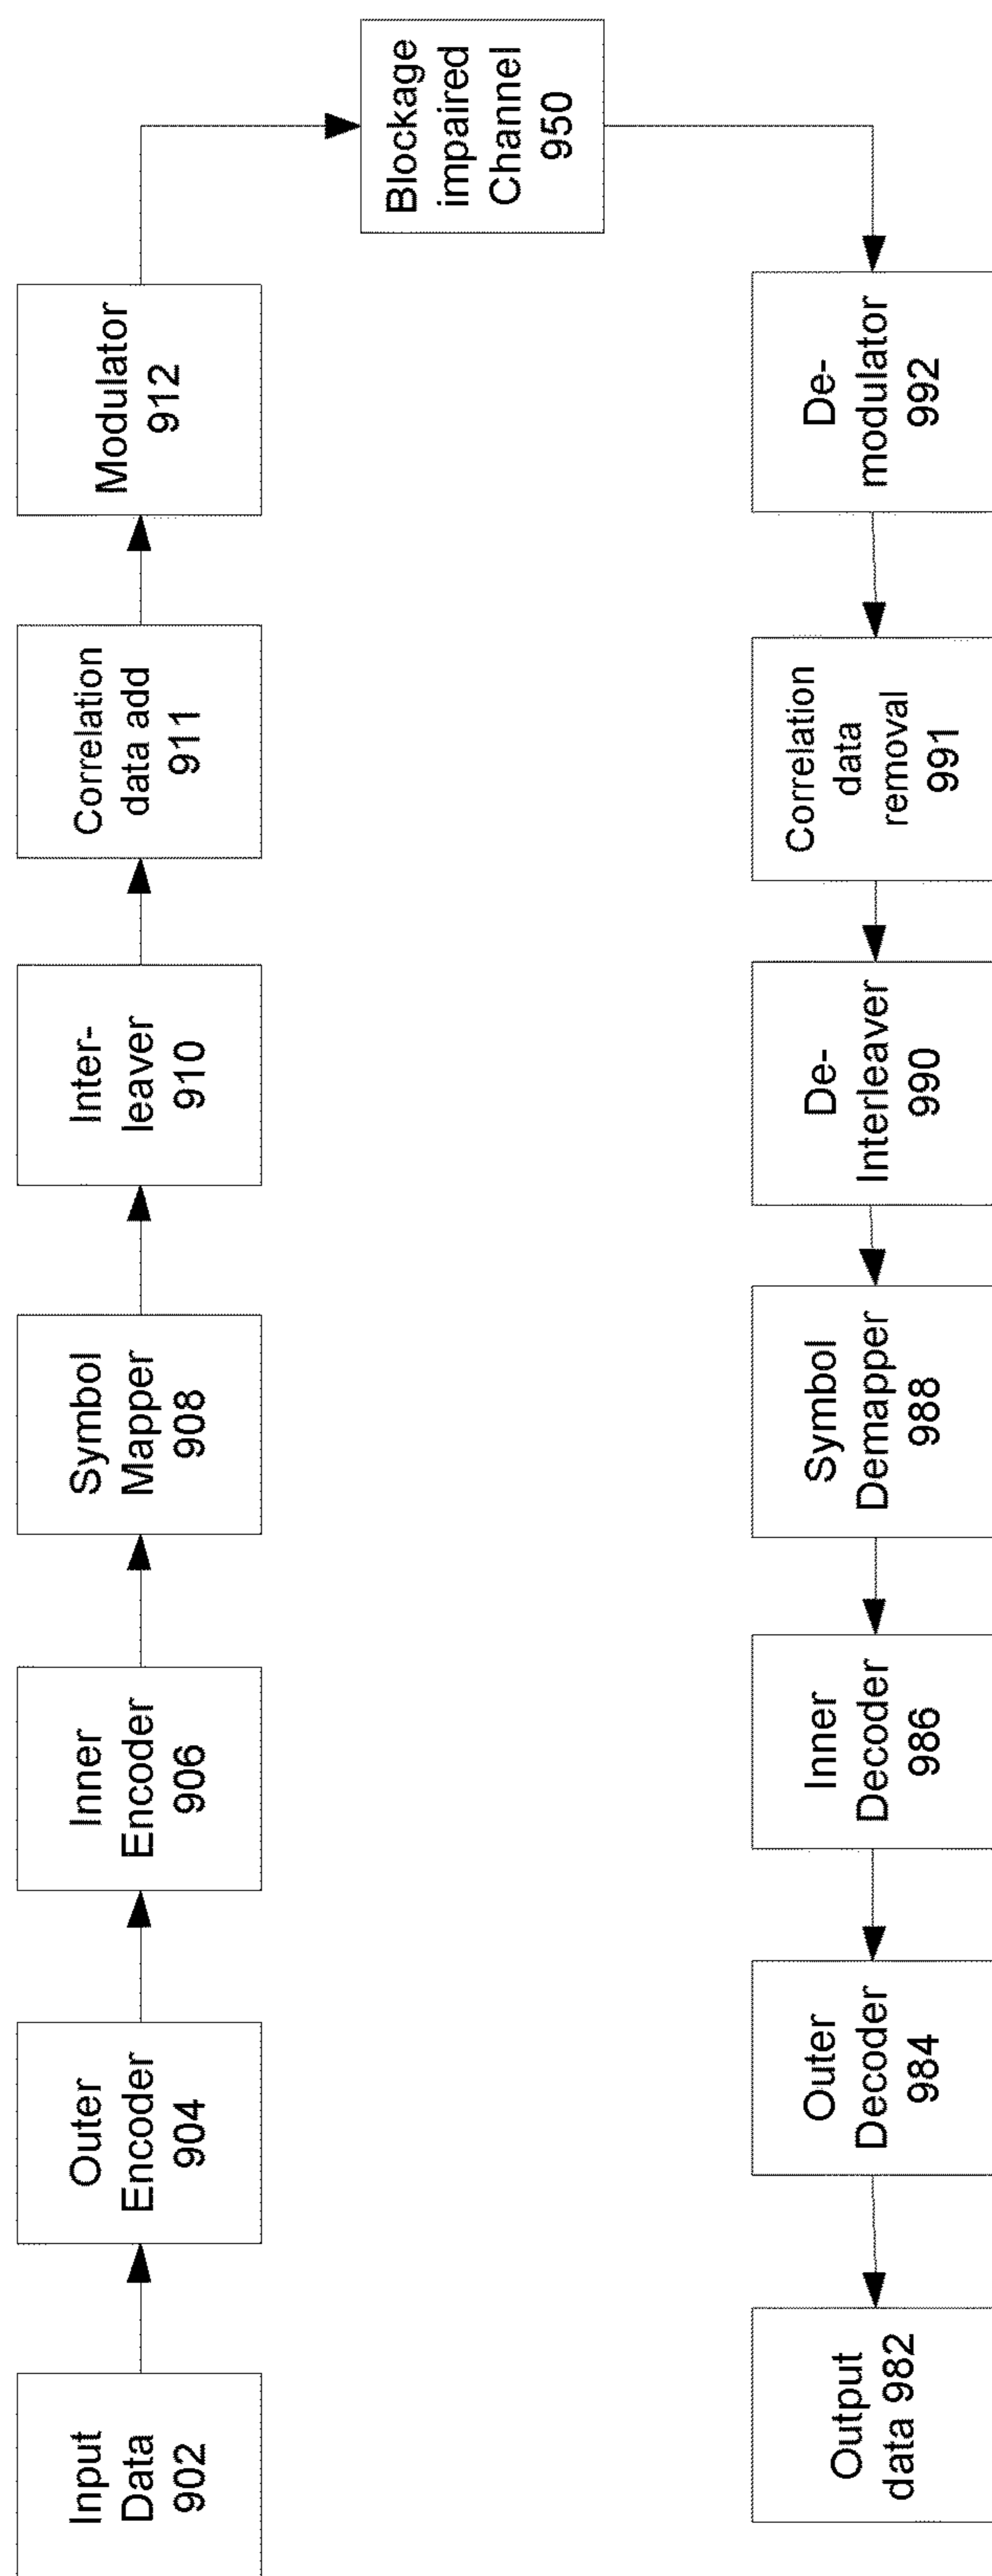 Input
Data
902
Outer
Encoder
904
Inner
Encoder
906
Symbol
Mapper
908
Inter-
leaver
910
Correlation
data add
911
Modulator
912
Blockage
impaired
Channel
950
De-
modulator
992
Correlation
data
removal
991
De-
Interleaver
990
Symbol
Demapper
988
Inner
Decoder
986
Outer
Decoder
984
Output
data 982